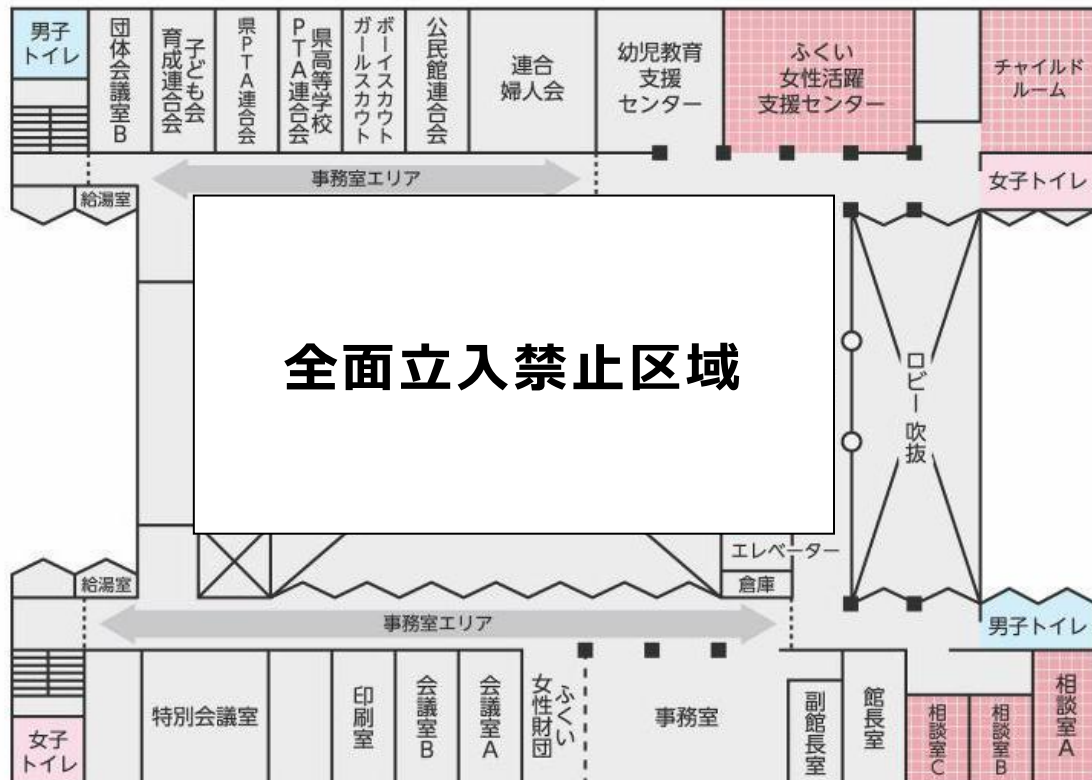 男子
トイレ
団体会議室B
子ども会
育成連合会
県PTA連合会
県高等学校
PTA連合会
ボーイスカウト
ガールスカウト
公民館連合会
連合
婦人会
幼児教育
支援
センター
ふくい
女性活躍
支援センター
チャイルド
ルーム
事務室エリア
女子トイレ
給湯室
全面立入禁止区域
ロビー 吹抜
エレベーター
倉庫
給湯室
事務室エリア
男子トイレ
女子
トイレ
特別会議室
印刷室
会議室B
会議室A
ふくい
女性財団
事務室
副館長室
館長室
相談室C
相談室B
相談室A